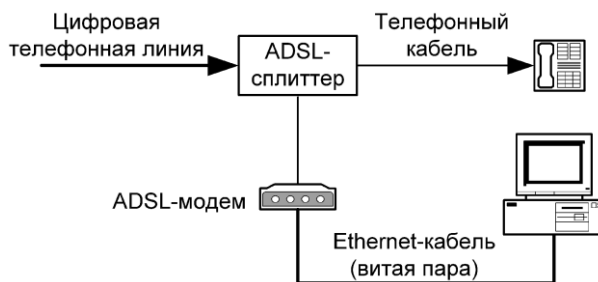 Цифровая
телефонная линия
ADSL-
сплиттер
Телефонный
кабель
ADSL-модем
Ethernet-кабель
(витая пара)